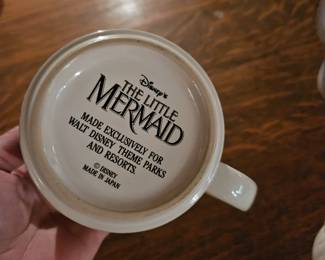 Disney's
THE LITTLE
MERMAID
MADE EXCLUSIVELY FOR
WALT DISNEY THEME PARKS
AND RESORTS.
© DISNEY
MADE IN JAPAN